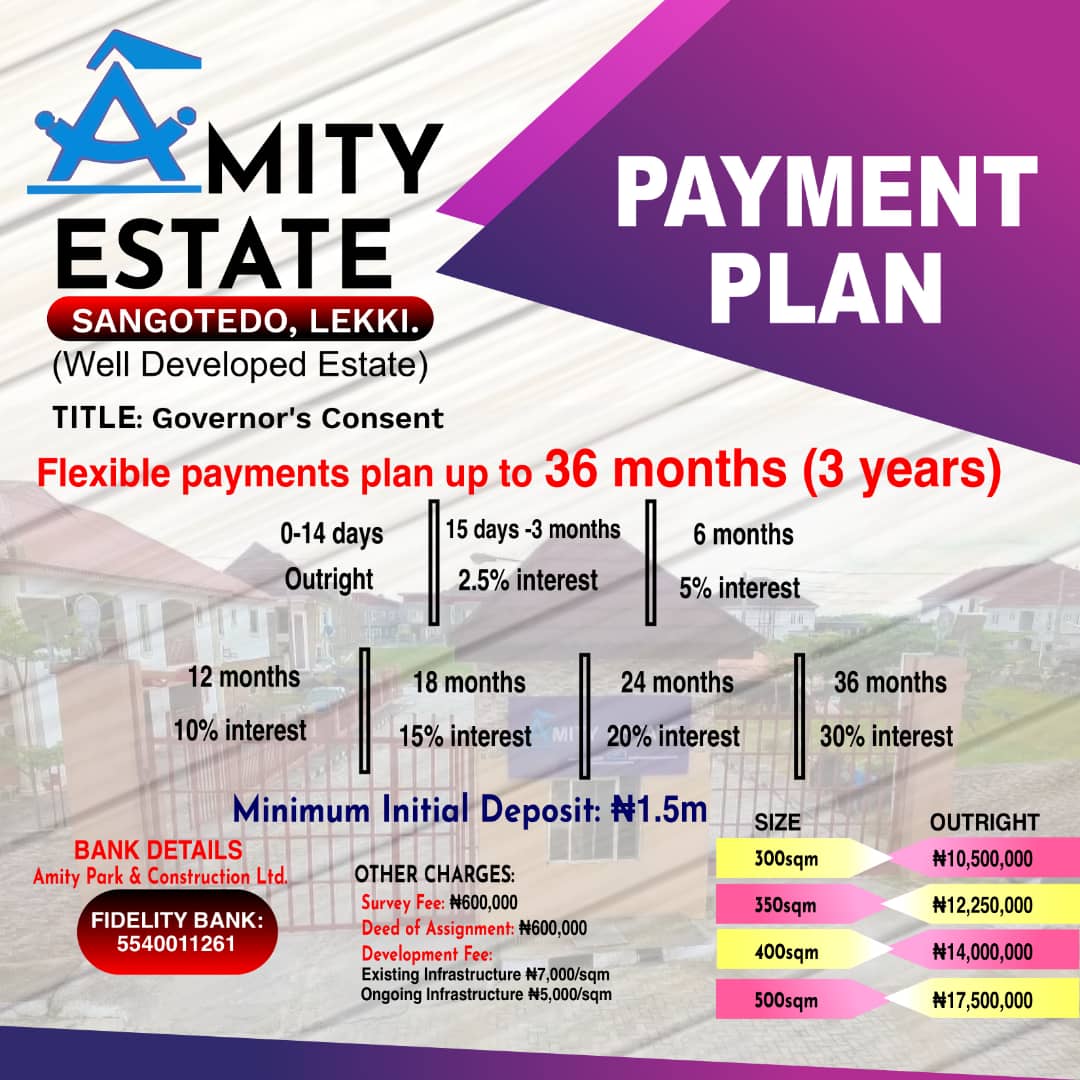 AMITY
ESTATE
SANGOTEDO, LEKKI.
(Well Developed Estate)
TITLE: Governor's Consent
PAYMENT
PLAN
Flexible payments plan up to 36 months (3 years)
0-14 days
Outright
15 days -3 months
2.5% interest
6 months
5% interest
12 months
10% interest
18 months
15% interest
24 months
20% interest
36 months
30% interest
AMITY
Minimum Initial Deposit: ₦1.5m
BANK DETAILS
Amity Park & Construction Ltd.
FIDELITY BANK:
5540011261
OTHER CHARGES:
Survey Fee: ₦600,000
Deed of Assignment: ₦600,000
Development Fee:
Existing Infrastructure ₦7,000/sqm
Ongoing Infrastructure ₦5,000/sqm
SIZE OUTRIGHT
300sqm ₦10,500,000
350sqm ₦12,250,000
400sqm ₦14,000,000
500sqm ₦17,500,000